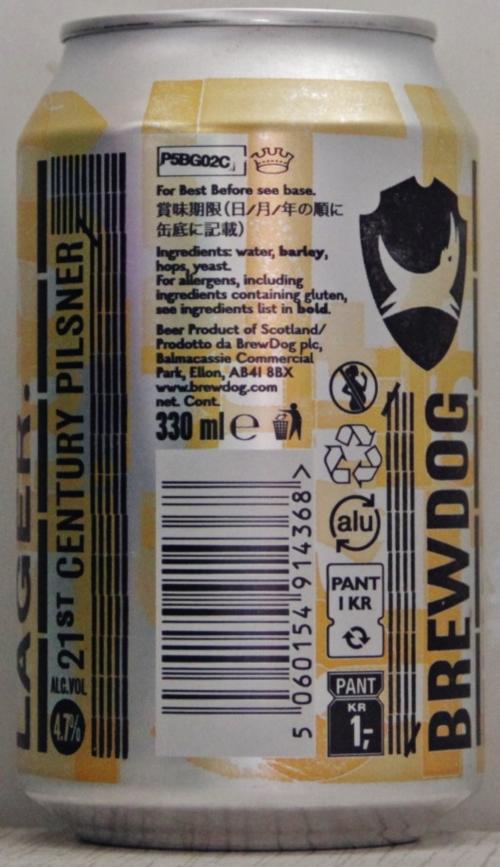 LAGER.
21ST CENTURY PILSNER
ALC.VOL
4.7%
P5BG02C
For Best Before see base.
賞味期限(日/月/年の順に
缶底に記載)
Ingredients: water, barley,
hops, yeast.
For allergens, including
ingredients containing gluten,
see ingredients list in bold.
Beer Product of Scotland/
Prodotto da BrewDog plc,
Balmacassie Commercial
Park, Ellon, AB41 8BX
www.brewdog.com
net. Cont.
330 ml e
5 060154 914368 >
alu
PANT
1 KR
PANT
KR
1,-
BREWDOG